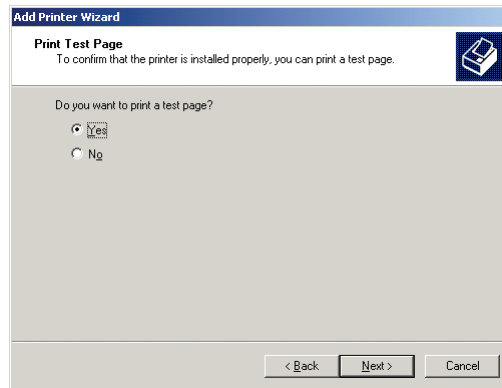 Add Printer Wizard
Print Test Page
To confirm that the printer is installed properly, you can print a test page.
Do you want to print a test page?
Yes
No
< Back
Next >
Cancel